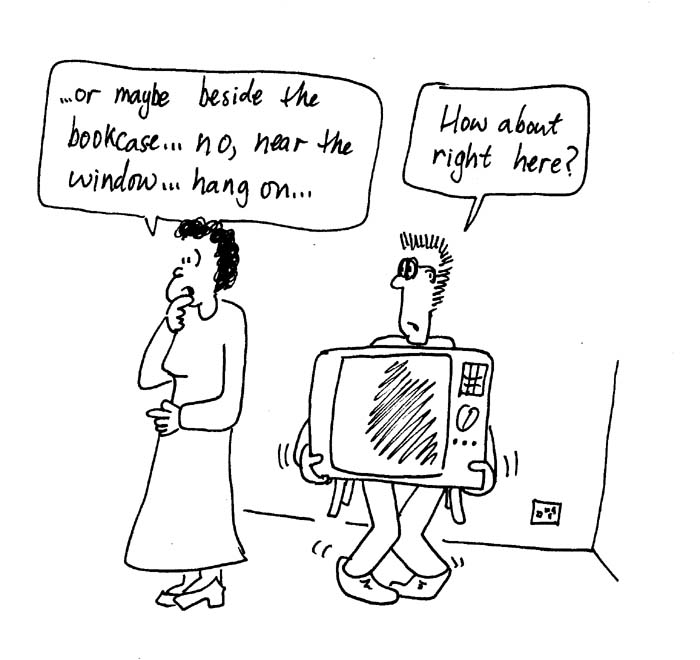 ...or maybe beside the
bookcase... no, near the
window... hang on...
How about
right here?